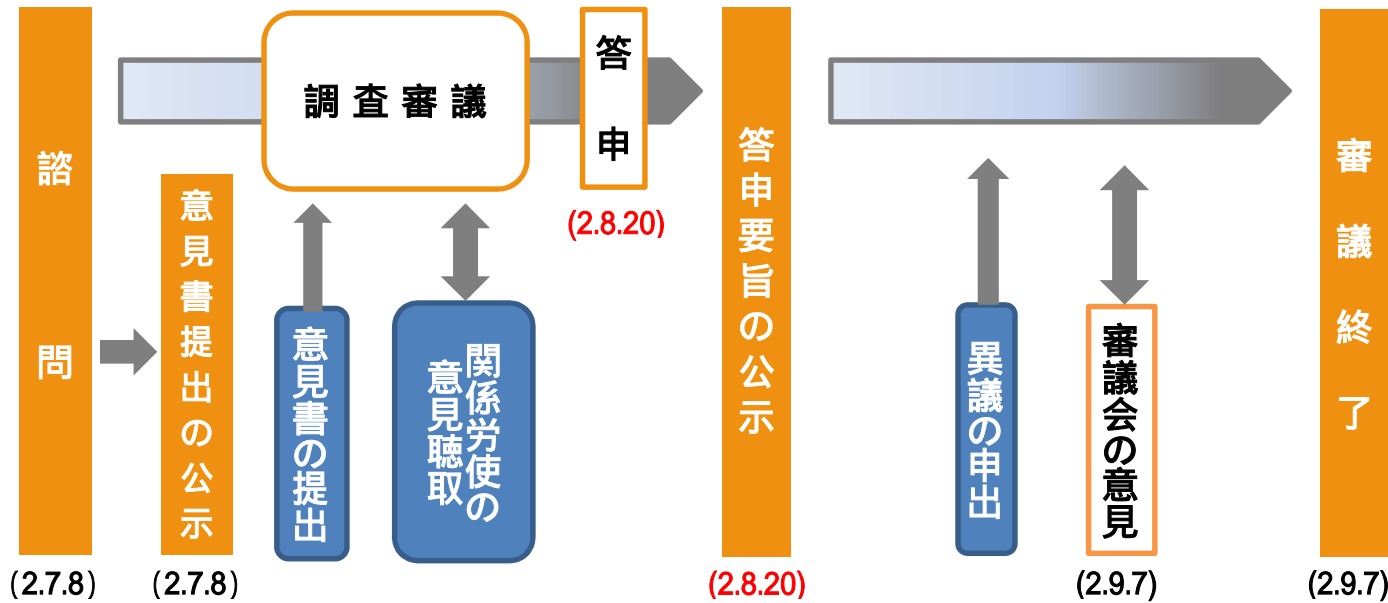 諮問
(2.7.8)
意見書提出の公示
(2.7.8)
調査審議
意見書の提出
関係労使の
意見聴取
答申
(2.8.20)
答申要旨の公示
(2.8.20)
異議の申出
審議会の意見
(2.9.7)
審議終了
(2.9.7)